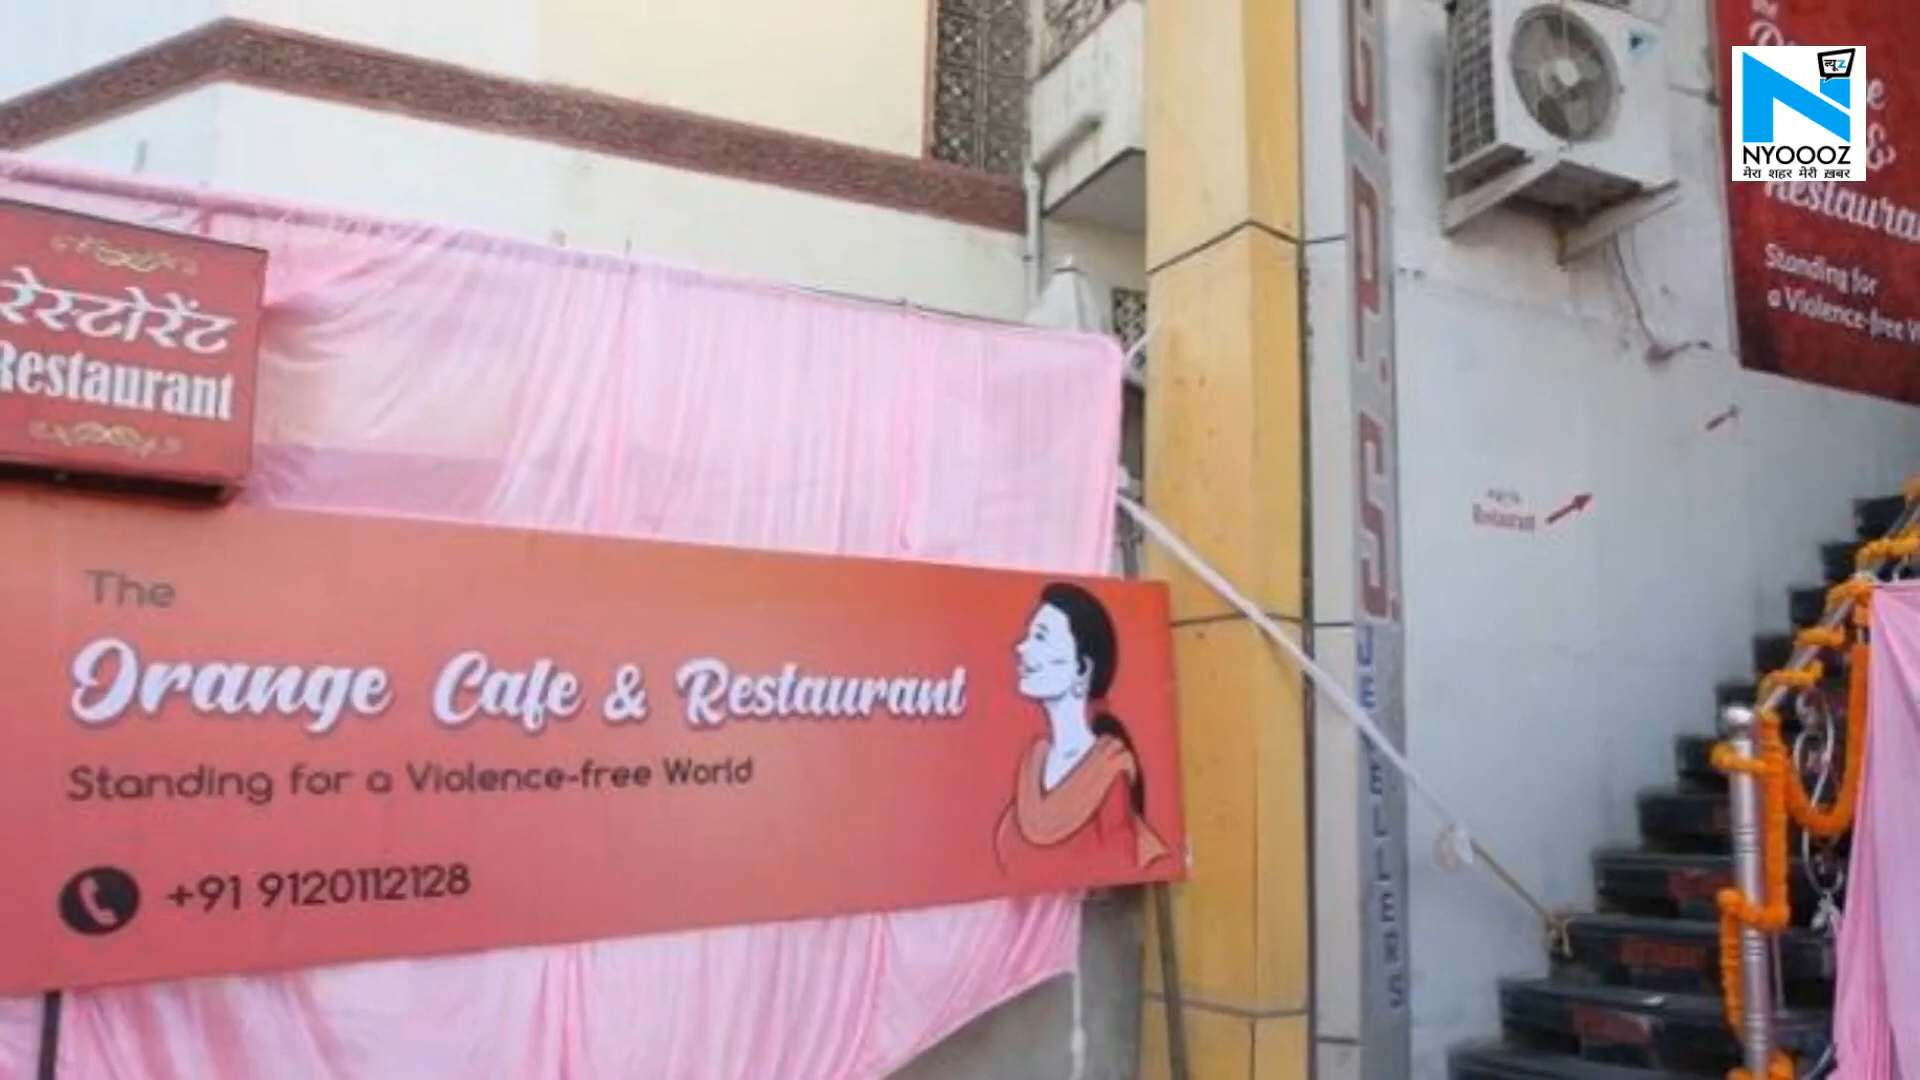 रेस्टोरेंट
Restaurant
The
Orange Cafe & Restaurant
Standing for a Violence-free World
+91 9120112128
S.P.S.
JEWELLERS
Restaurant
&
Restaura
Standing for
a Violence-free W
न्यूz
NYOOOZ
मेरा शहर मेरी ख़बर